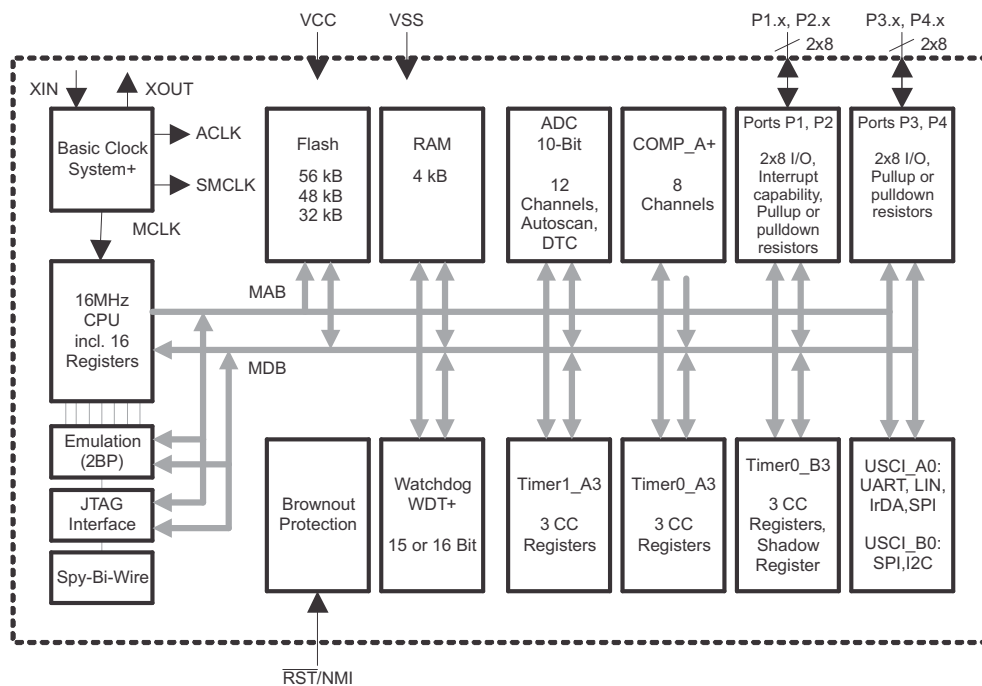 VCC
VSS
P1.x, P2.x
2x8
P3.x, P4.x
2x8
XIN
XOUT
Basic Clock
System+
ACLK
SMCLK
MCLK
Flash
56 kB
48 kB
32 kB
RAM
4 kB
ADC
10-Bit
12
Channels,
Autoscan,
DTC
COMP_A+
8
Channels
Ports P1, P2
2x8 I/O,
Interrupt
capability,
Pullup or
pulldown
resistors
Ports P3, P4
2x8 I/O,
Pullup or
pulldown
resistors
16MHz
CPU
incl. 16
Registers
MAB
MDB
Emulation
(2BP)
JTAG
Interface
Spy-Bi-Wire
Brownout
Protection
Watchdog
WDT+
15 or 16 Bit
Timer1_A3
3 CC
Registers
Timer0_A3
3 CC
Registers
Timer0_B3
3 CC
Registers,
Shadow
Register
USCI_A0:
UART, LIN,
IrDA,SPI
USCI_B0:
SPI,I2C
RST/NMI